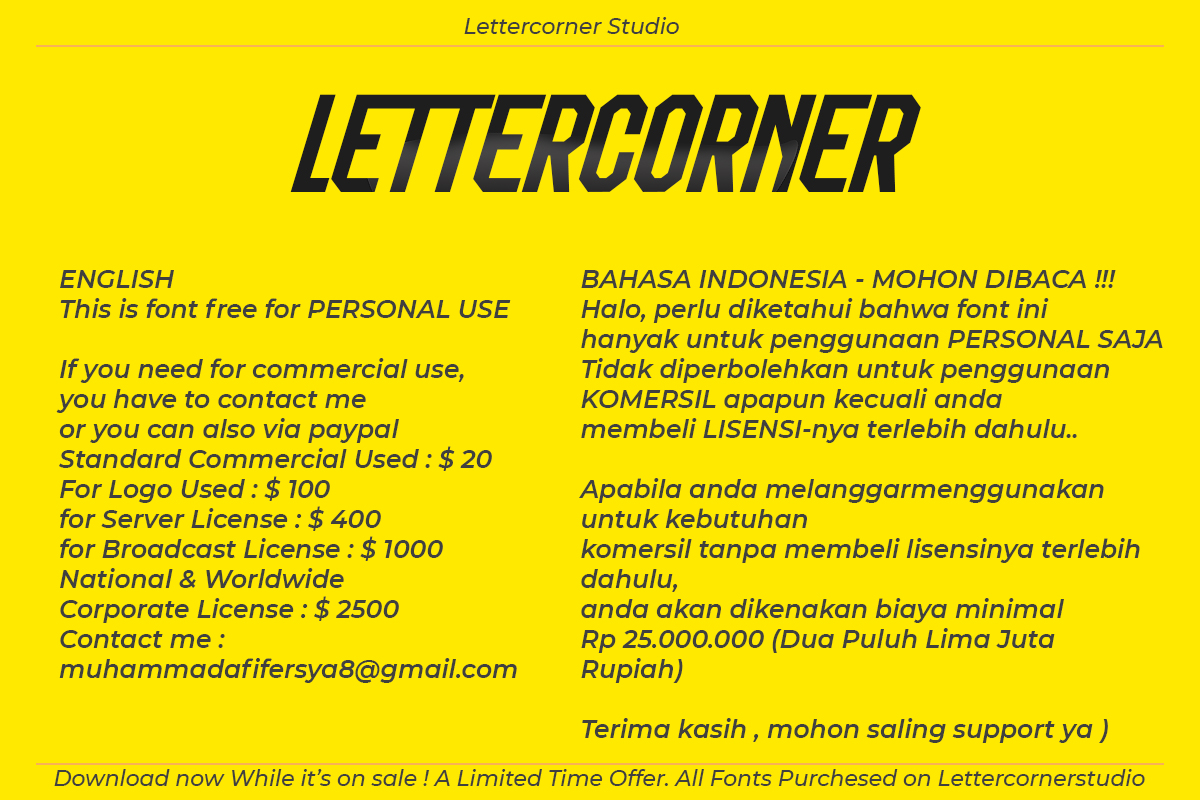 Lettercorner Studio
LETTERCORNER
ENGLISH
This is font free for PERSONAL USE
If you need for commercial use,
you have to contact me
or you can also via paypal
Standard Commercial Used : $ 20
For Logo Used : $ 100
for Server License : $ 400
for Broadcast License : $ 1000
National & Worldwide
Corporate License : $ 2500
Contact me :
muhammadafifersya8@gmail.com
BAHASA INDONESIA - MOHON DIBACA !!!
Halo, perlu diketahui bahwa font ini
hanyak untuk penggunaan PERSONAL SAJA
Tidak diperbolehkan untuk penggunaan
KOMERSIL apapun kecuali anda
membeli LISENSI-nya terlebih dahulu..
Apabila anda melanggarmenggunakan
untuk kebutuhan
komersil tanpa membeli lisensinya terlebih
dahulu,
anda akan dikenakan biaya minimal
Rp 25.000.000 (Dua Puluh Lima Juta
Rupiah)
Terima kasih , mohon saling support ya )
Download now While it’s on sale ! A Limited Time Offer. All Fonts Purchesed on Lettercornerstudio